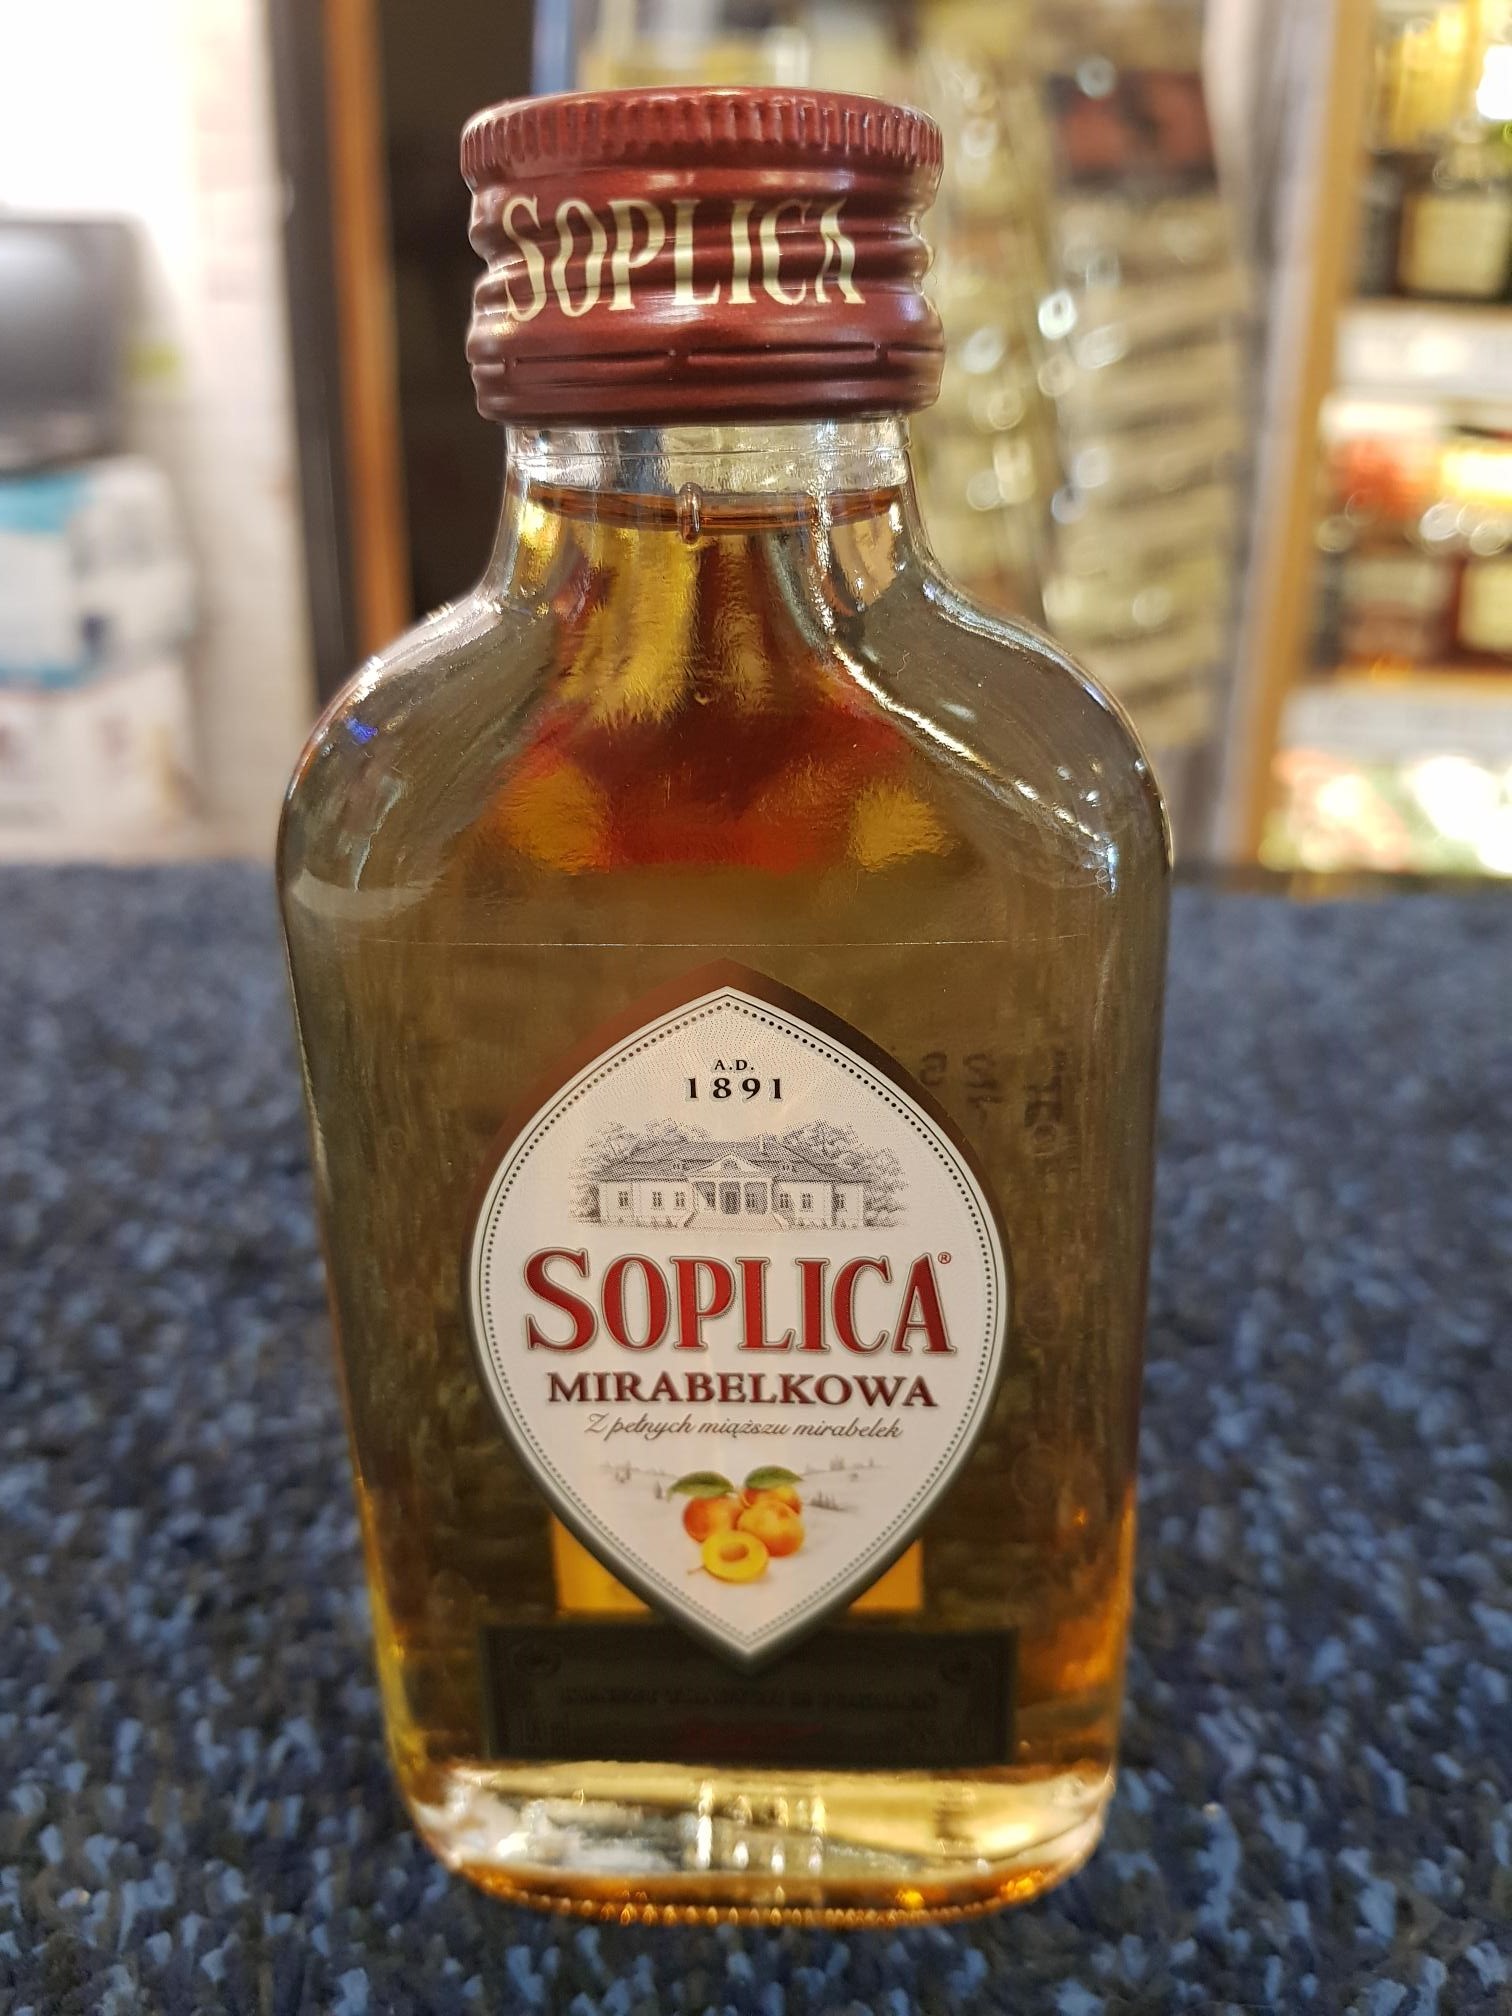 SOPLICA
A.D.
1891
SOPLICA®
MIRABELKOWA
Z pełnych miąższu mirabelek